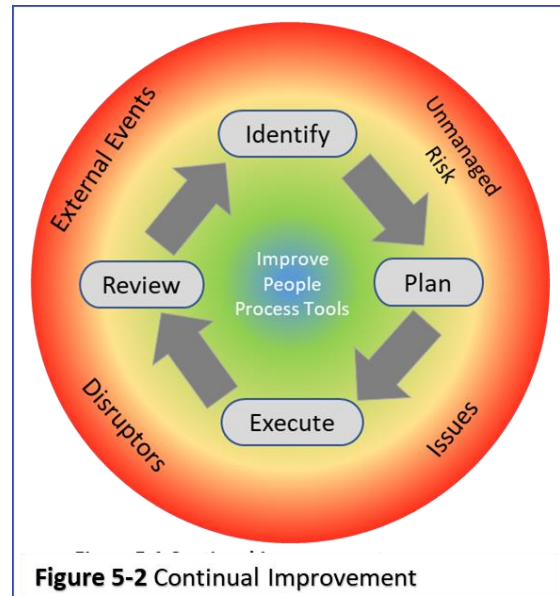 External Events
Unmanaged
Risk
Identify
Review
Improve
People
Process Tools
Plan
Execute
Disruptors
Issues
Figure 5-2 Continual Improvement